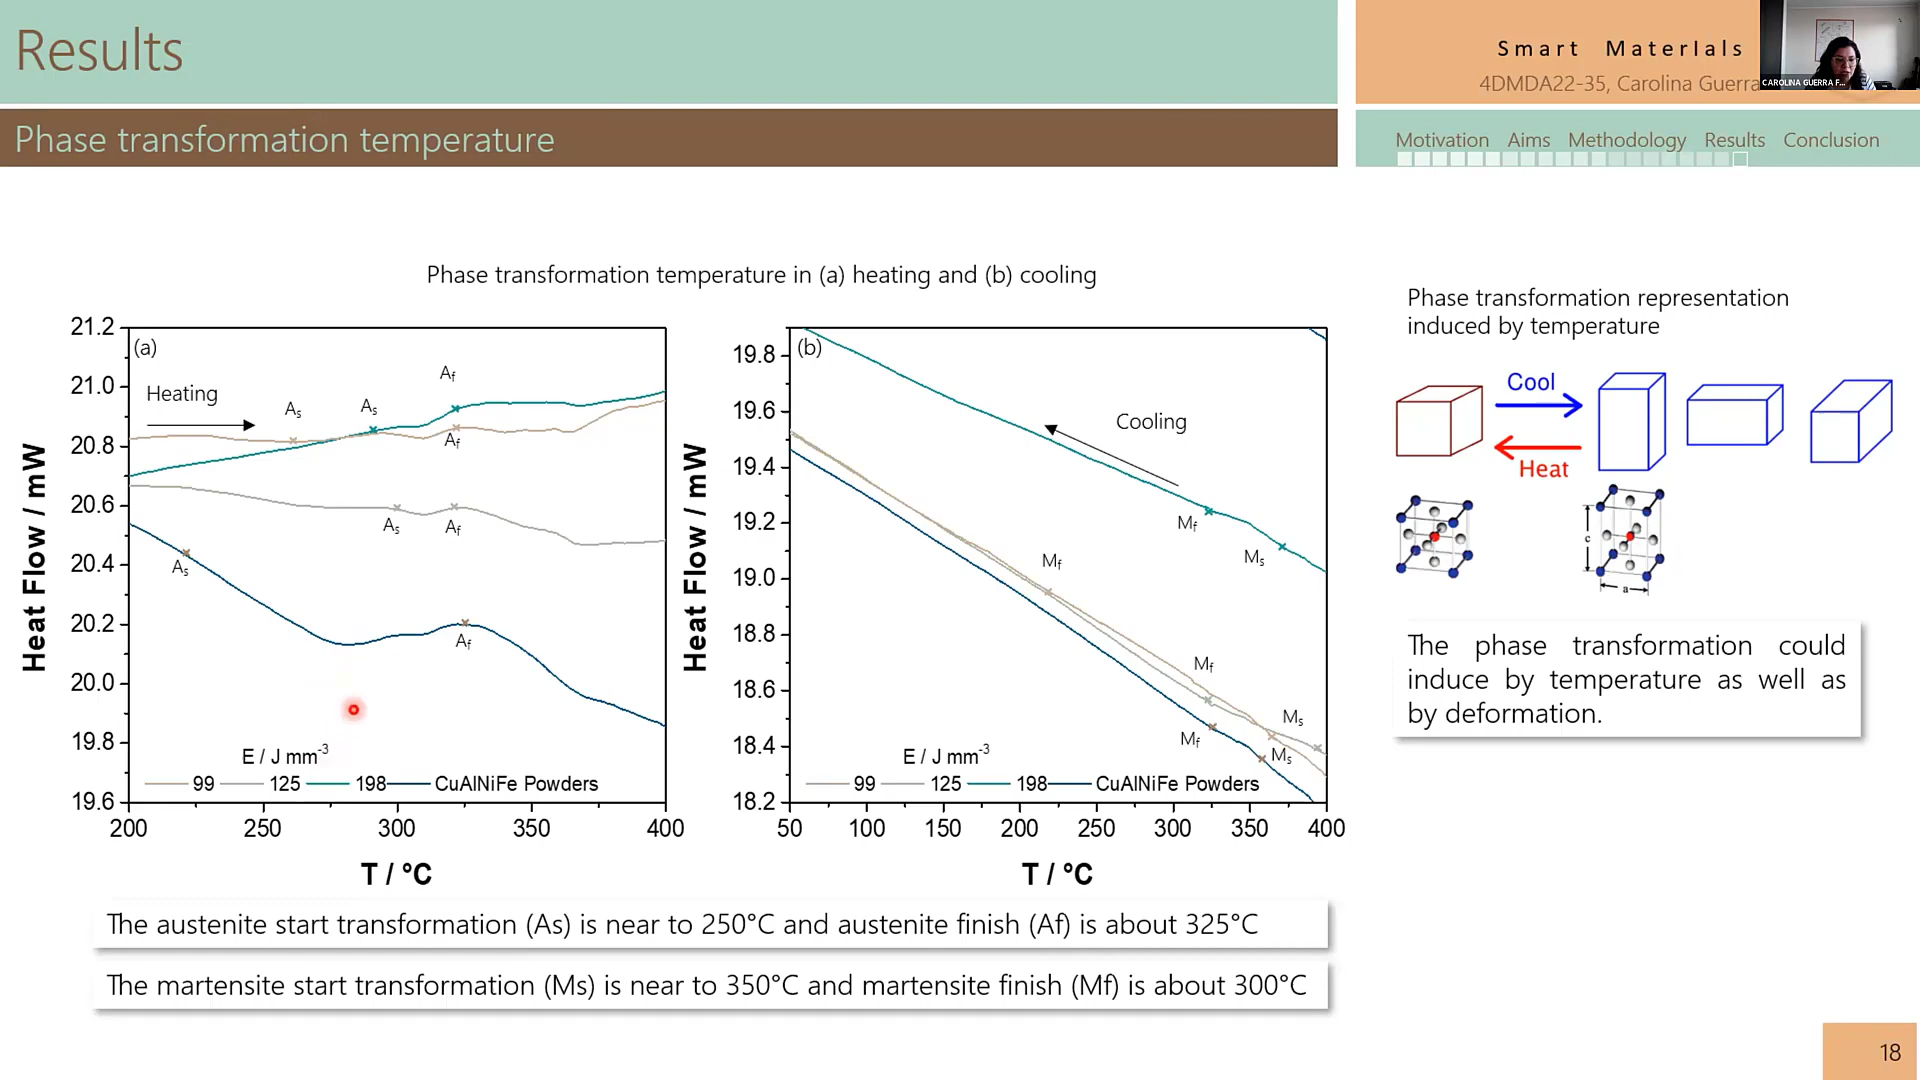 Results
Smart Materials
4DMDA22-35, Carolina Guerra
CAROLINA GUERRA F...
Phase transformation temperature
Motivation Aims Methodology Results Conclusion
Phase transformation temperature in (a) heating and (b) cooling
Heat Flow / mW
21.2
21.0
20.8
20.6
20.4
20.2
20.0
19.8
19.6
(a)
Heating
As
As
Af
Af
As
Af
As
Af
E / J mm-3
99 125 198 CuAlNiFe Powders
200 250 300 350 400
T / °C
Heat Flow / mW
19.8
19.6
19.4
19.2
19.0
18.8
18.6
18.4
18.2
(b)
Cooling
Mf
Ms
Mf
Mf
Ms
Mf
Ms
E / J mm-3
99 125 198 CuAlNiFe Powders
50 100 150 200 250 300 350 400
T / °C
Phase transformation representation
induced by temperature
Cool
Heat
c
a
The phase transformation could
induce by temperature as well as
by deformation.
The austenite start transformation (As) is near to 250°C and austenite finish (Af) is about 325°C
The martensite start transformation (Ms) is near to 350°C and martensite finish (Mf) is about 300°C
18